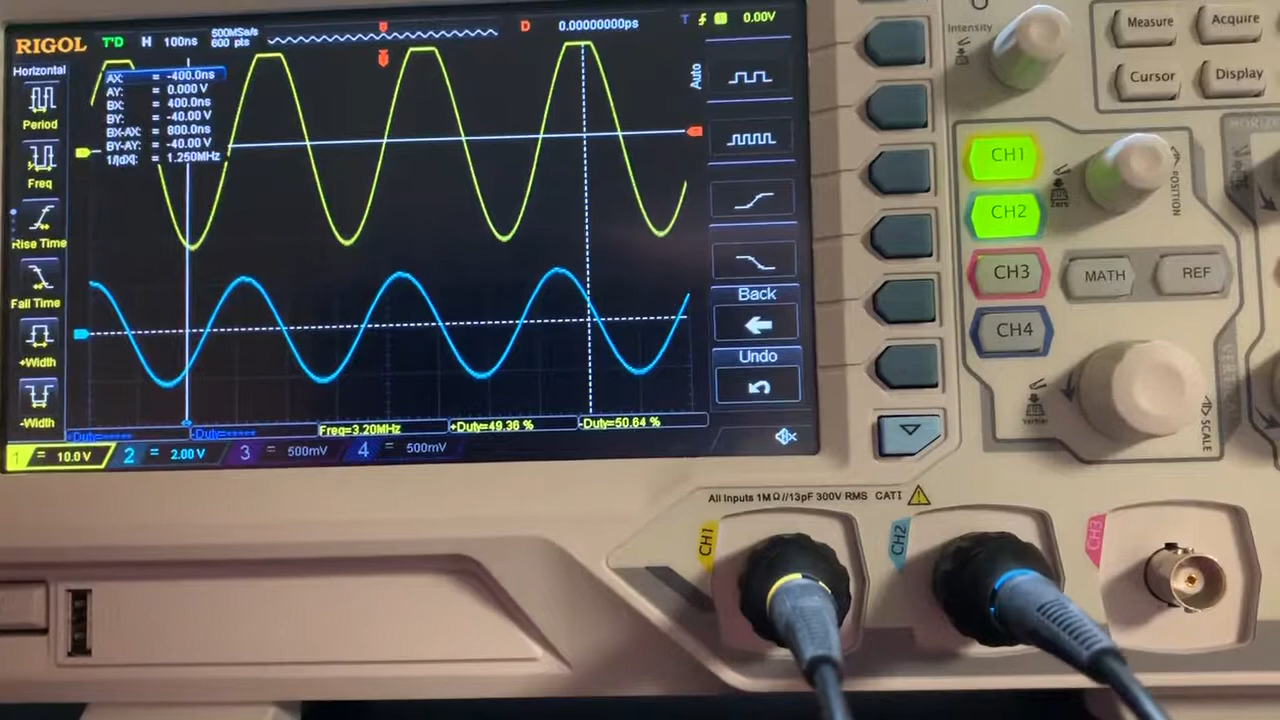 RIGOL T'D H 100ns 500MSa/s 600 pts D 0.00000000ps T 0.00V
Horizontal
Period
Freq
Rise Time
Fall Time
+Width
-Width
AX: = -400.0ns
AY: = 0.000 V
BX: = 400.0ns
BY: = -40.00 V
BX-AX: = 800.0ns
BY-AY: = -40.00 V
1/|dX|: = 1.250MHz
Auto
Back
Undo
+Duty=***** -Duty=***** Freq=3.20MHz +Duty=49.36 % -Duty=50.64 %
1 = 10.0 V 2 = 2.00 V 3 = 500mV 4 = 500mV
Intensity
Measure Acquire
Cursor Display
CH1
CH2
CH3
CH4
POSITION
MATH REF
SCALE
VERTICAL
All Inputs 1MΩ//13pF 300V RMS CATI
CH1
CH2
CH3